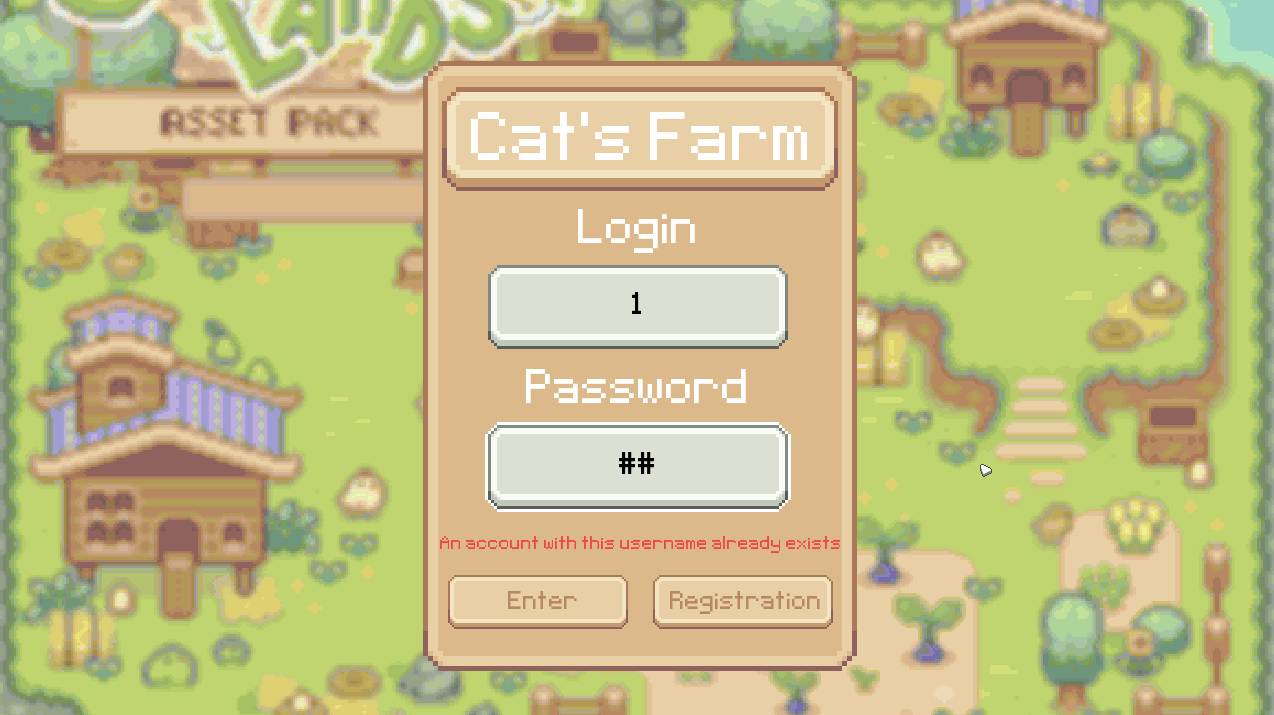 LANDS
ASSET PACK
Cat's Farm
Login
1
Password
##
An account with this username already exists
Enter
Registration